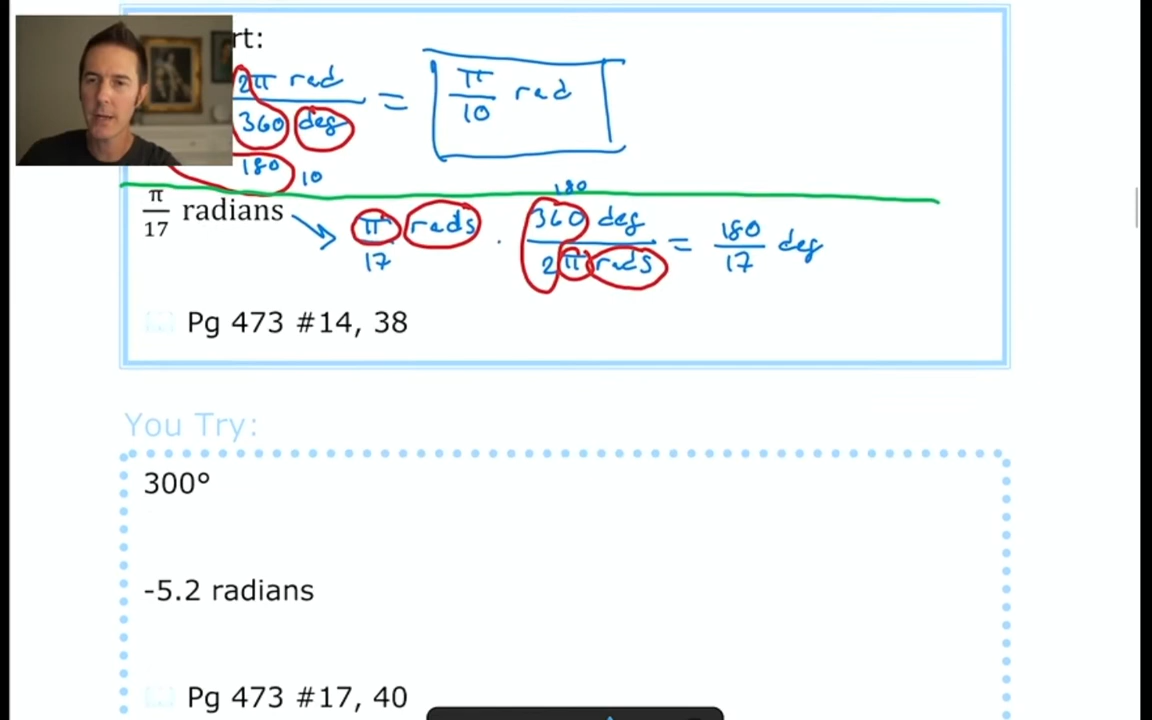 rt:
2π rad / 360 deg = π/10 rad
180 10
π/17 radians → π rads / 17 · 360 deg / 2π rads = 180/17 deg
180
Pg 473 #14, 38
You Try:
300°
-5.2 radians
Pg 473 #17, 40